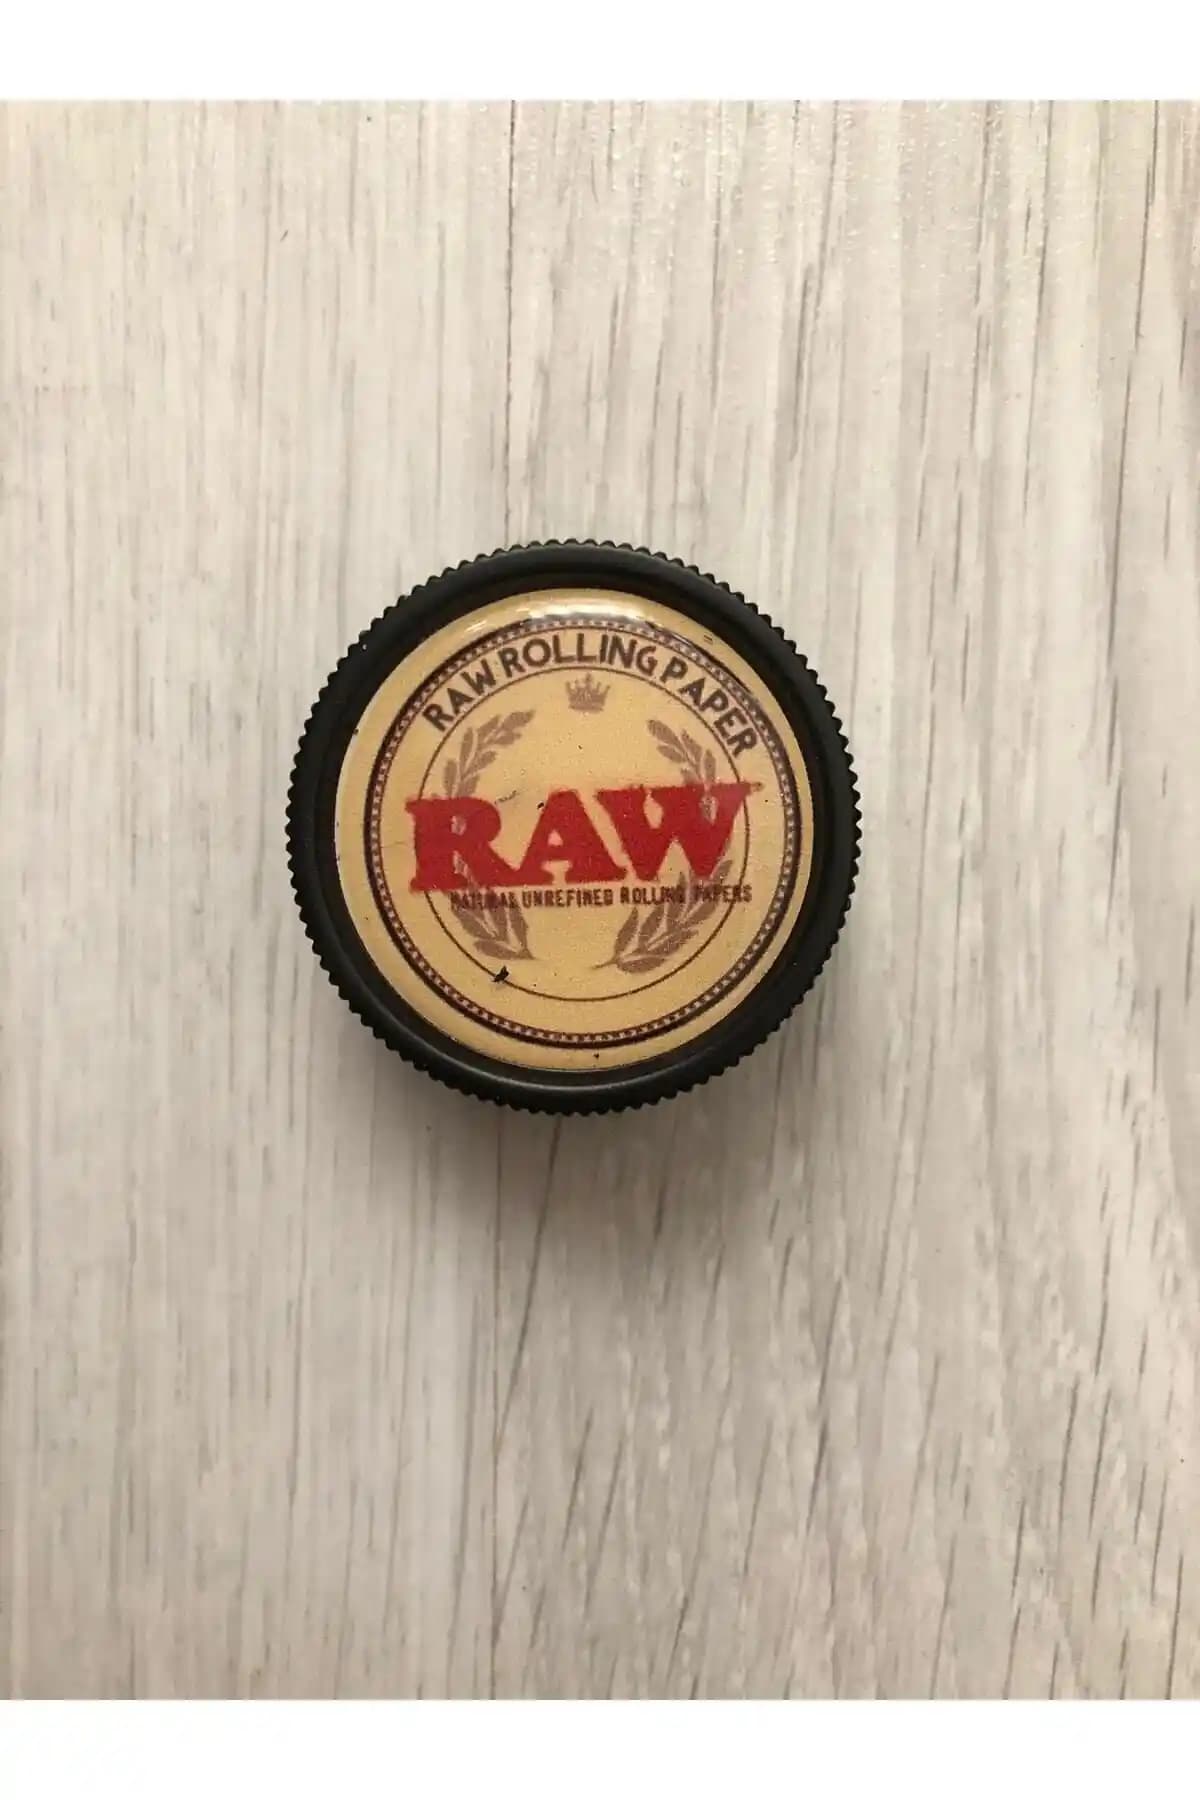 RAW ROLLING PAPER
RAW
NATURAL UNREFINED ROLLING PAPERS